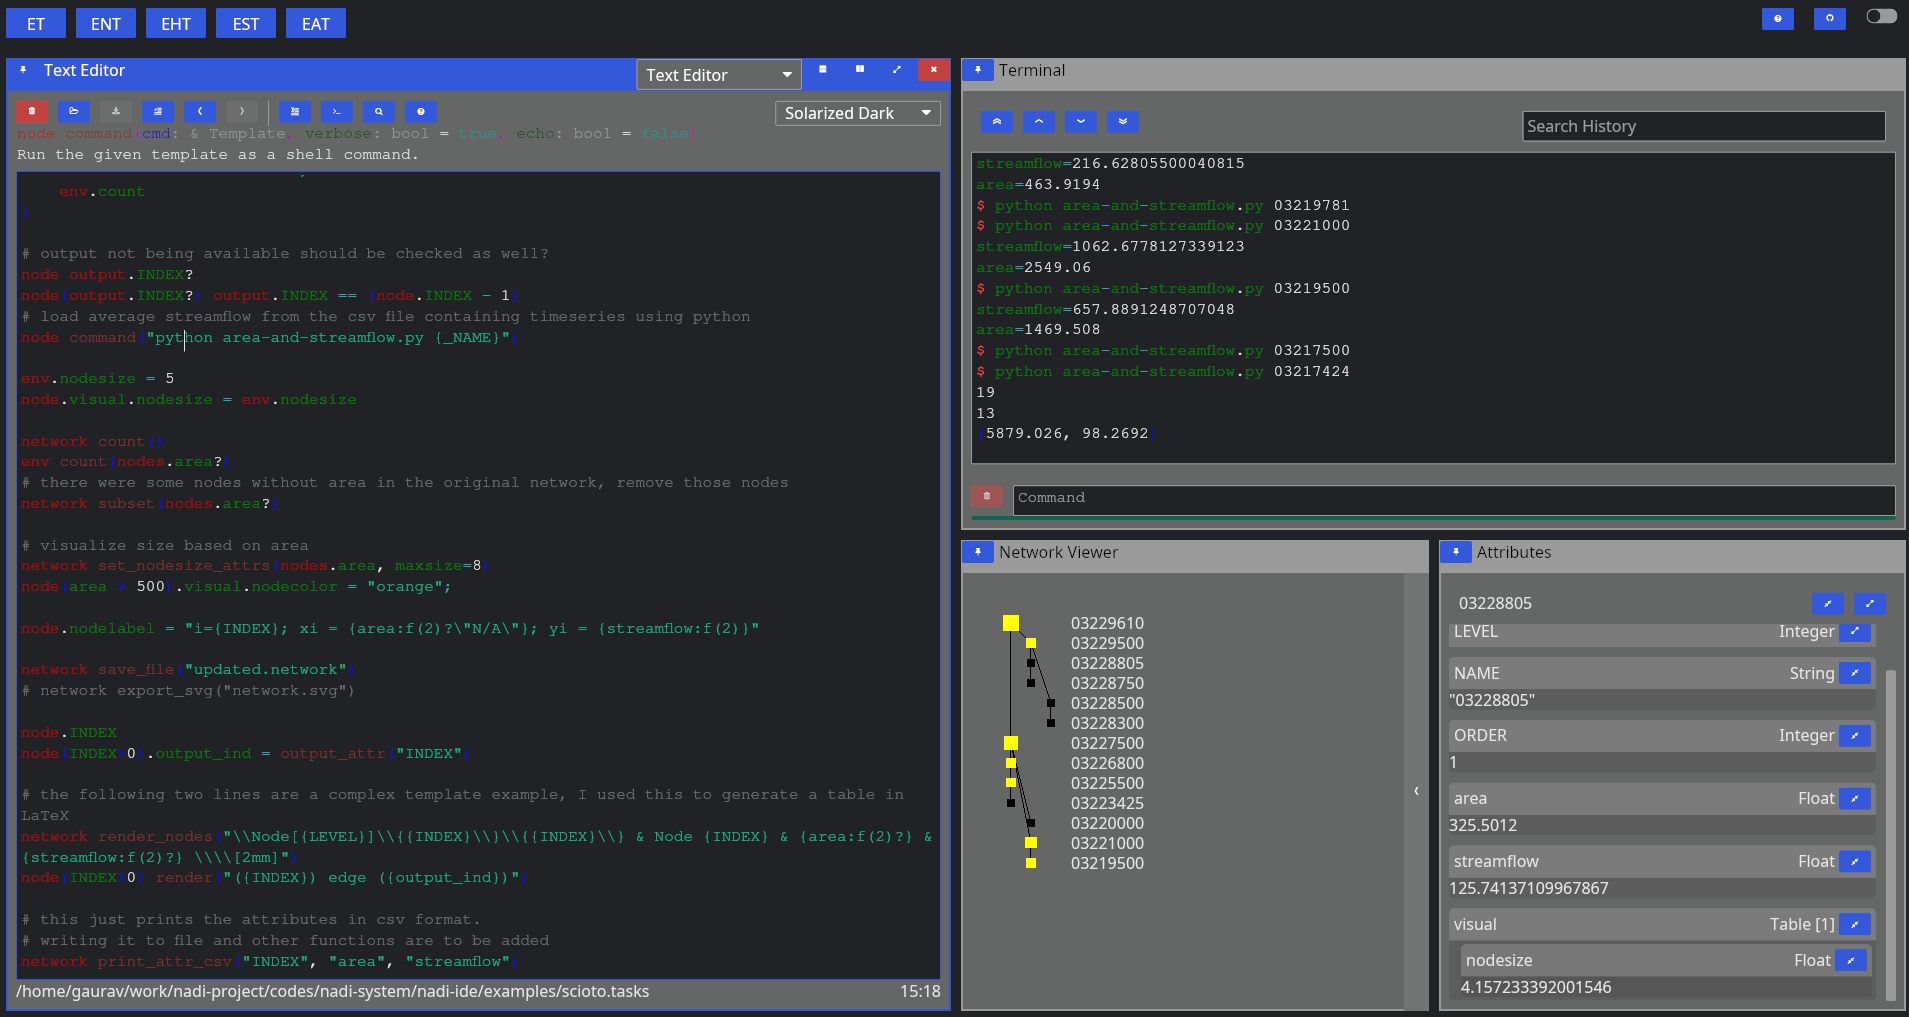 ET ENT EHT EST EAT
Text Editor
Text Editor
Solarized Dark
node command(cmd: & Template, verbose: bool = true, echo: bool = false)
Run the given template as a shell command.
env.count
)
# output not being available should be checked as well?
node output.INDEX?
node(output.INDEX?) output.INDEX == (node.INDEX - 1)
# load average streamflow from the csv file containing timeseries using python
node command("python area-and-streamflow.py {_NAME}")
env.nodesize = 5
node.visual.nodesize = env.nodesize
network count()
env count(nodes.area?)
# there were some nodes without area in the original network, remove those nodes
network subset(nodes.area?)
# visualize size based on area
network set_nodesize_attrs(nodes.area, maxsize=8)
node(area > 500).visual.nodecolor = "orange";
node.nodelabel = "i={INDEX}; xi = {area:f(2)?\"N/A\"}; yi = {streamflow:f(2)}"
network save_file("updated.network")
# network export_svg("network.svg")
node.INDEX
node(INDEX>0).output_ind = output_attr("INDEX")
# the following two lines are a complex template example, I used this to generate a table in
LaTeX
network render_nodes("\\Node[{LEVEL}]\\{{INDEX}\\}\\{{INDEX}\\} & Node {INDEX} & {area:f(2)?} &
{streamflow:f(2)?} \\\\[2mm]")
node(INDEX>0) render("({INDEX}) edge ({output_ind})")
# this just prints the attributes in csv format.
# writing it to file and other functions are to be added
network print_attr_csv("INDEX", "area", "streamflow")
/home/gaurav/work/nadi-project/codes/nadi-system/nadi-ide/examples/scioto.tasks 15:18
Terminal
Search History
streamflow=216.62805500040815
area=463.9194
$ python area-and-streamflow.py 03219781
$ python area-and-streamflow.py 03221000
streamflow=1062.6778127339123
area=2549.06
$ python area-and-streamflow.py 03219500
streamflow=657.8891248707048
area=1469.508
$ python area-and-streamflow.py 03217500
$ python area-and-streamflow.py 03217424
19
13
[5879.026, 98.2692]
Command
Network Viewer
03229610
03229500
03228805
03228750
03228500
03228300
03227500
03226800
03225500
03223425
03220000
03221000
03219500
Attributes
03228805
LEVEL Integer
NAME String
"03228805"
ORDER Integer
1
area Float
325.5012
streamflow Float
125.74137109967867
visual Table [1]
nodesize Float
4.157233392001546